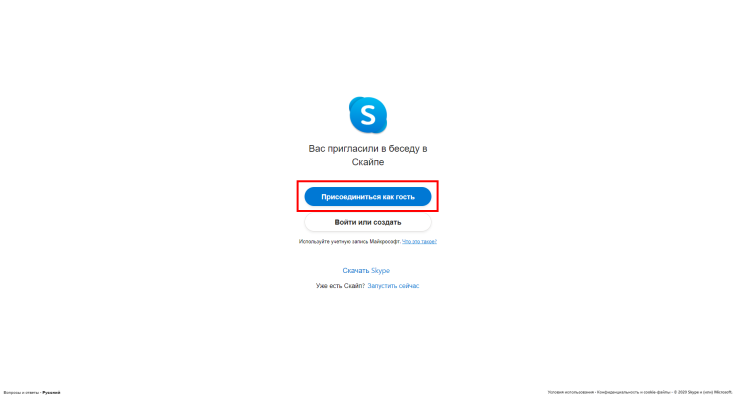 S
Вас пригласили в беседу в
Скайпе
Присоединиться как гость
Войти или создать
Используйте учетную запись Майкрософт. Что это такое?
Скачать Skype
Уже есть Скайп? Запустить сейчас
Вопросы и ответы - Русский
Условия использования - Конфиденциальность и cookie-файлы - © 2020 Skype и (или) Microsoft.